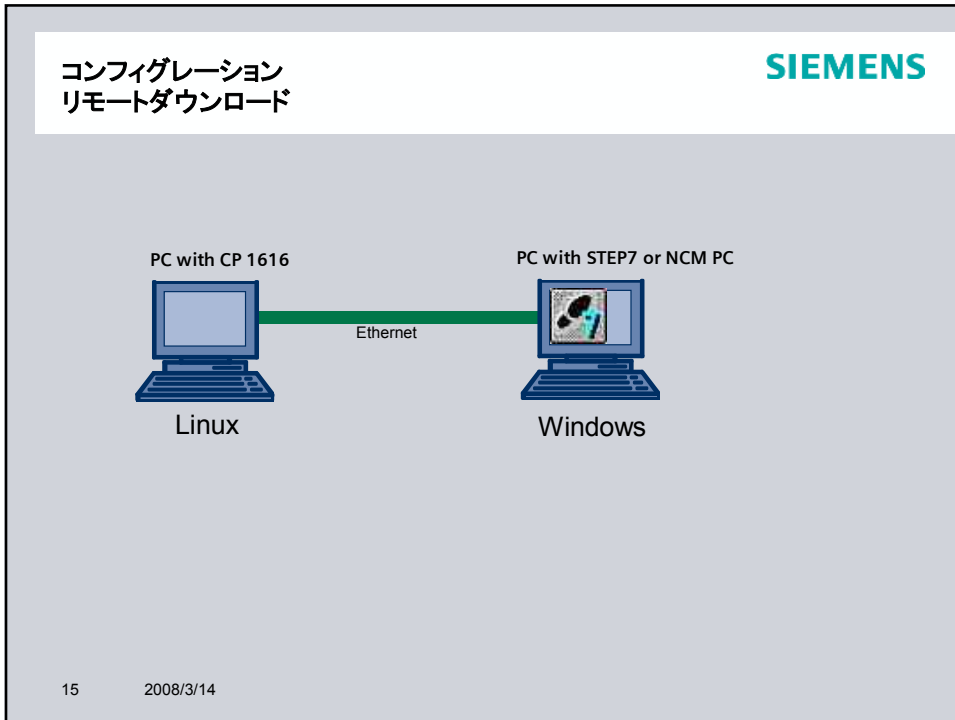 コンフィグレーション
リモートダウンロード
SIEMENS
PC with CP 1616
PC with STEP7 or NCM PC
Ethernet
Linux
Windows
15 2008/3/14